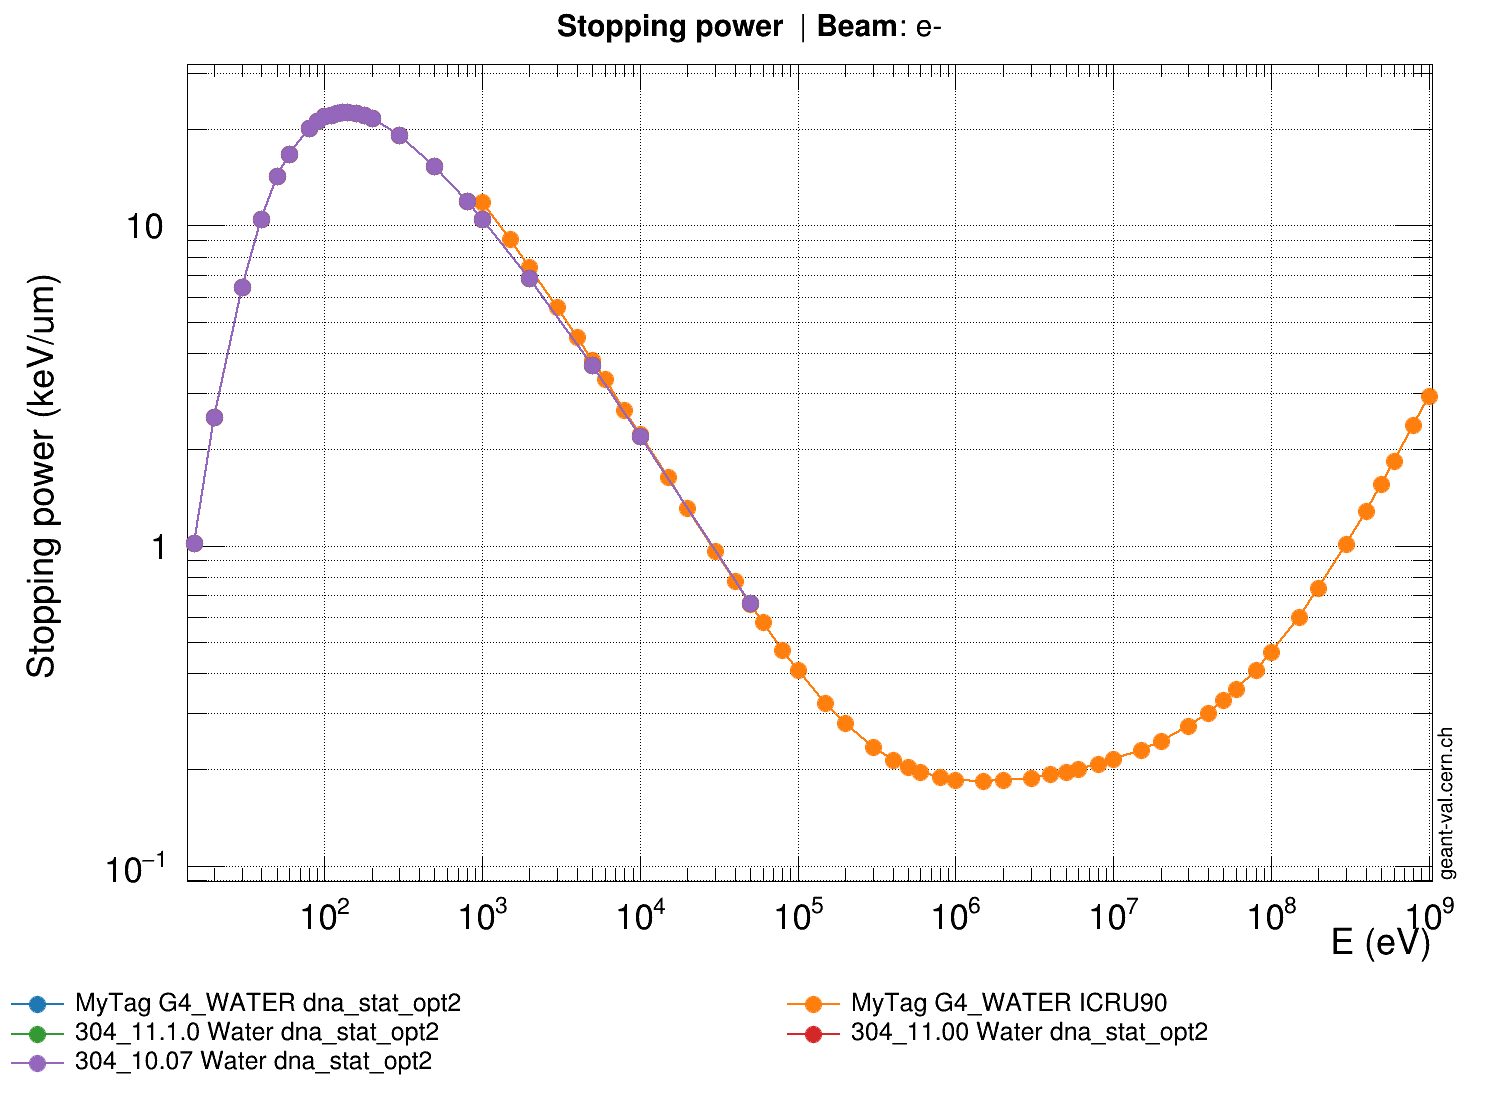 Stopping power | Beam: e-
Stopping power (keV/um)
10
1
10⁻¹
10² 10³ 10⁴ 10⁵ 10⁶ 10⁷ 10⁸ 10⁹
E (eV)
geant-val.cern.ch
MyTag G4_WATER dna_stat_opt2
MyTag G4_WATER ICRU90
304_11.1.0 Water dna_stat_opt2
304_11.00 Water dna_stat_opt2
304_10.07 Water dna_stat_opt2